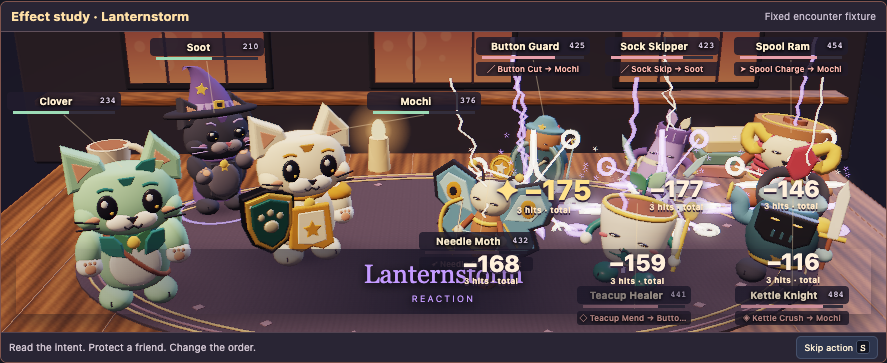 Effect study · Lanternstorm
Fixed encounter fixture
Soot 210
Button Guard 425
Button Cut → Mochi
Sock Skipper 423
Sock Skip → Soot
Spool Ram 454
Spool Charge → Mochi
Clover 234
Mochi 376
−175
3 hits · total
−177
3 hits · total
−146
3 hits · total
Needle Moth 432
−168
3 hits · total
−159
3 hits · total
−116
3 hits · total
Lanternstorm
REACTION
Teacup Healer 441
Teacup Mend → Butto...
Kettle Knight 484
Kettle Crush → Mochi
Read the intent. Protect a friend. Change the order.
Skip action S